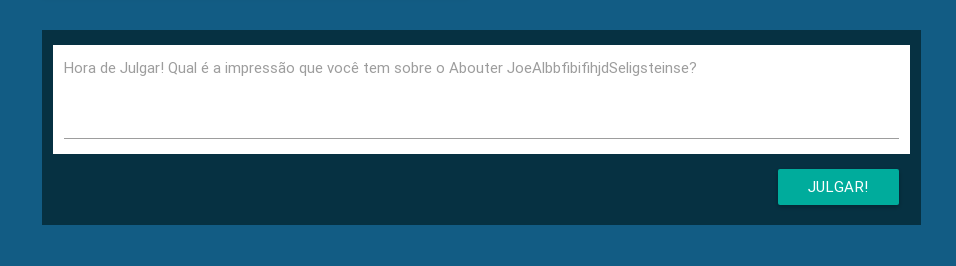 Hora de Julgar! Qual é a impressão que você tem sobre o Abouter JoeAlbbfibifihjdSeligsteinse?
JULGAR!